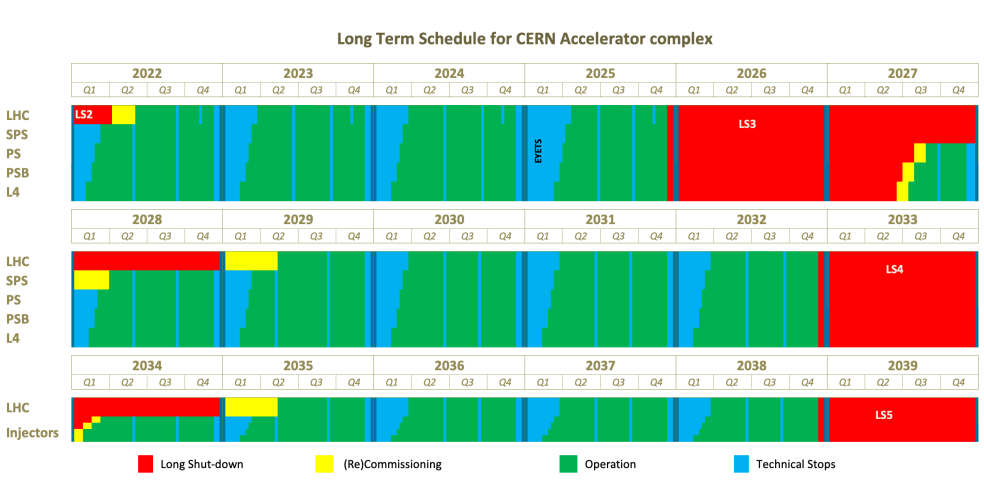 Long Term Schedule for CERN Accelerator complex
2022 2023 2024 2025 2026 2027
Q1 Q2 Q3 Q4 Q1 Q2 Q3 Q4 Q1 Q2 Q3 Q4 Q1 Q2 Q3 Q4 Q1 Q2 Q3 Q4 Q1 Q2 Q3 Q4
LHC LS2
SPS LS3
PS EYETS
PSB
L4
2028 2029 2030 2031 2032 2033
Q1 Q2 Q3 Q4 Q1 Q2 Q3 Q4 Q1 Q2 Q3 Q4 Q1 Q2 Q3 Q4 Q1 Q2 Q3 Q4 Q1 Q2 Q3 Q4
LHC LS4
SPS
PS
PSB
L4
2034 2035 2036 2037 2038 2039
Q1 Q2 Q3 Q4 Q1 Q2 Q3 Q4 Q1 Q2 Q3 Q4 Q1 Q2 Q3 Q4 Q1 Q2 Q3 Q4 Q1 Q2 Q3 Q4
LHC LS5
Injectors
Long Shut-down (Re)Commissioning Operation Technical Stops